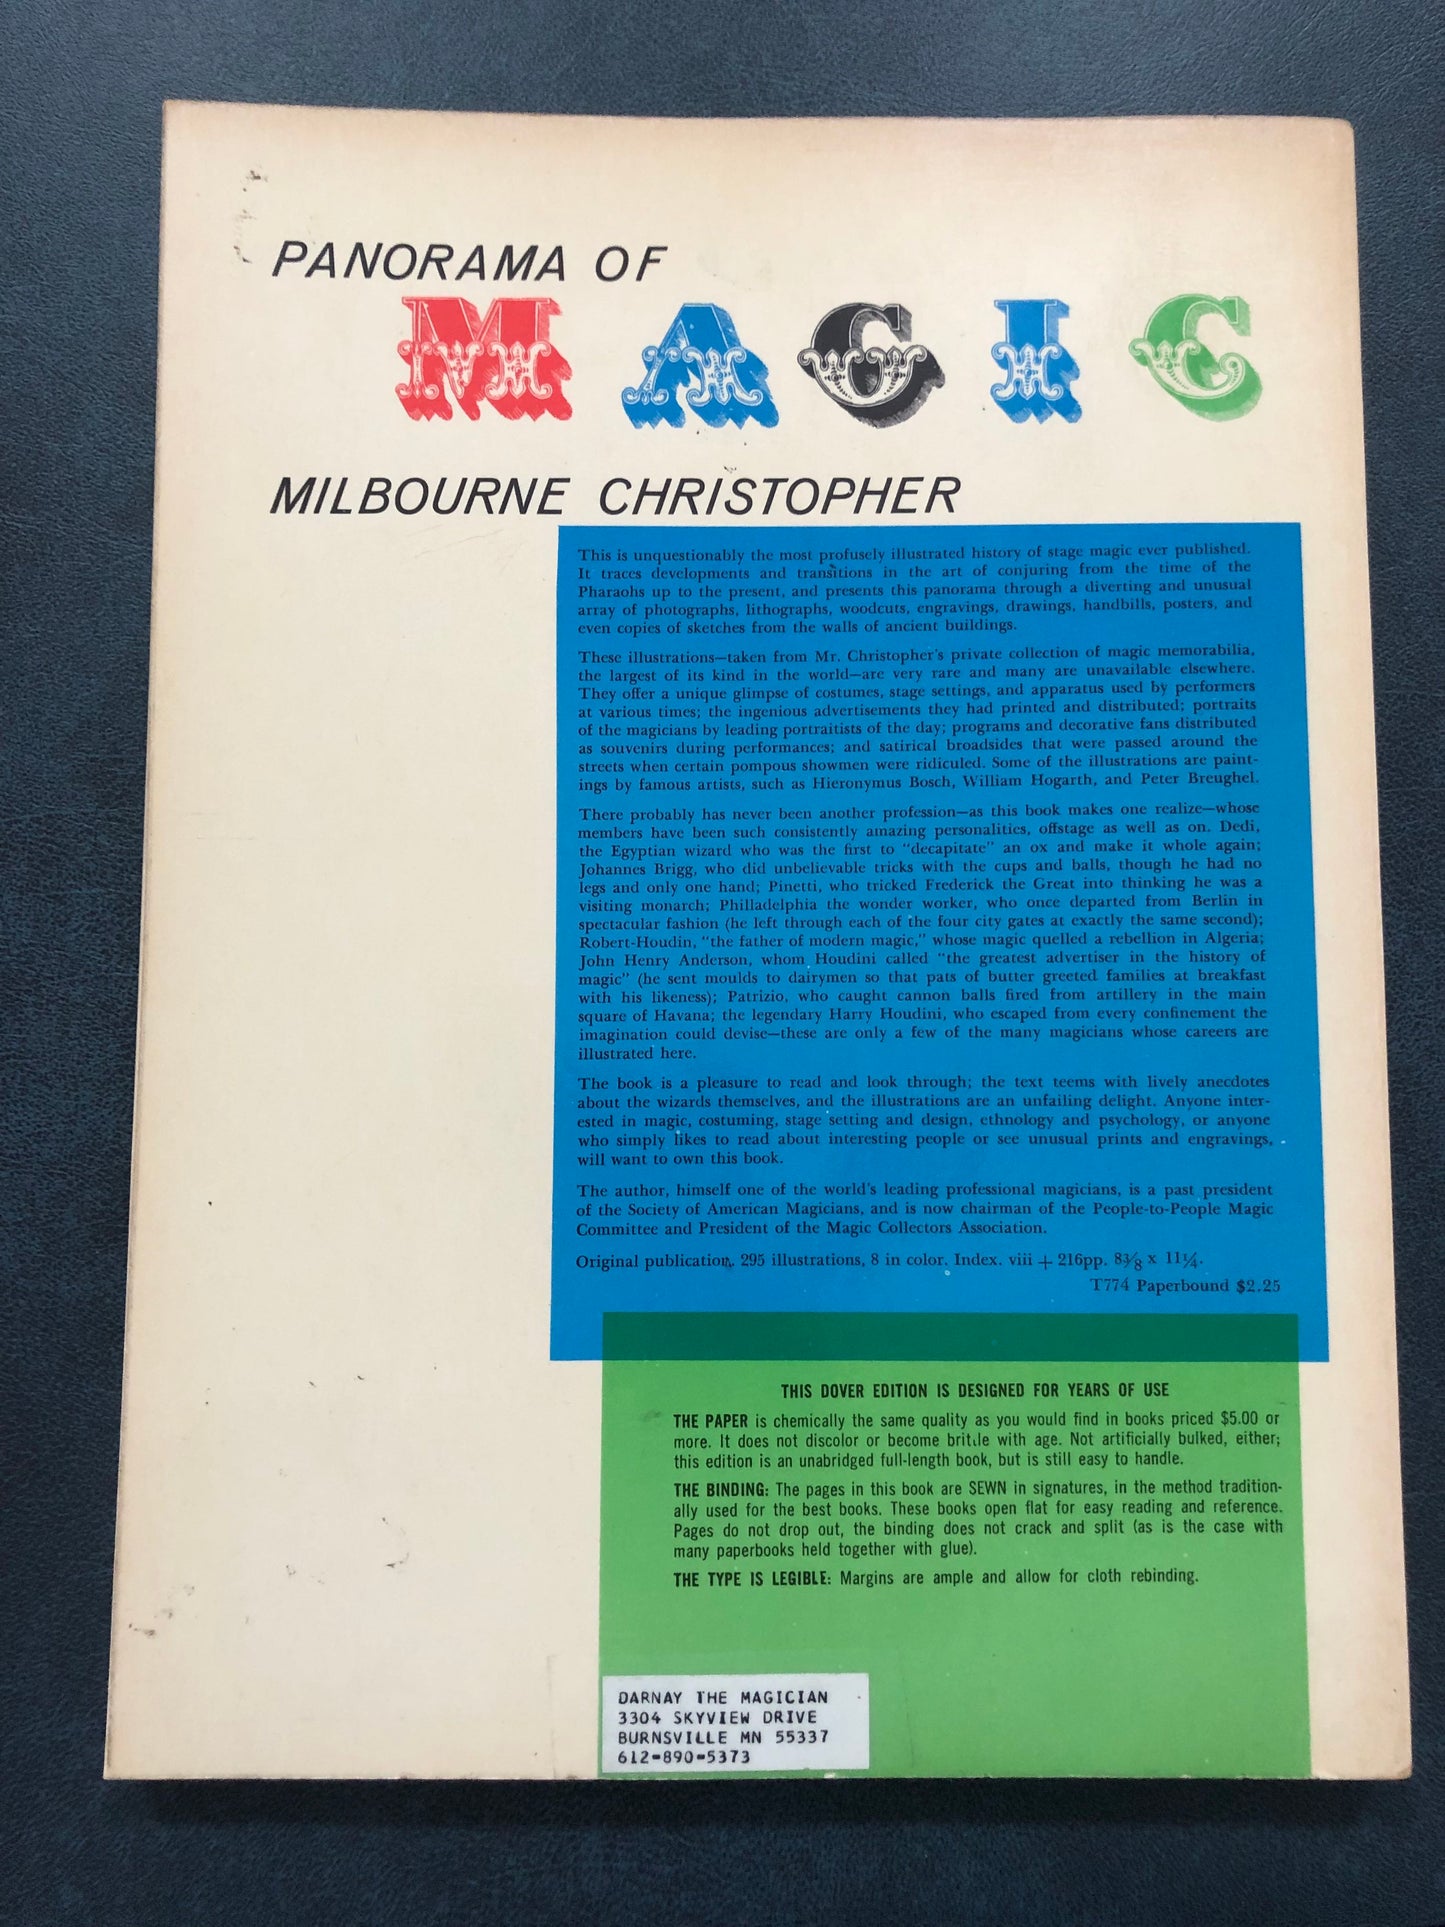 PANORAMA OF
MAGIC
MILBOURNE CHRISTOPHER
This is unquestionably the most profusely illustrated history of stage magic ever published.
It traces developments and transitions in the art of conjuring from the time of the
Pharaohs up to the present, and presents this panorama through a diverting and unusual
array of photographs, lithographs, woodcuts, engravings, drawings, handbills, posters, and
even copies of sketches from the walls of ancient buildings.
These illustrations—taken from Mr. Christopher's private collection of magic memorabilia,
the largest of its kind in the world—are very rare and many are unavailable elsewhere.
They offer a unique glimpse of costumes, stage settings, and apparatus used by performers
at various times; the ingenious advertisements they had printed and distributed; portraits
of the magicians by leading portraitists of the day; programs and decorative fans distributed
as souvenirs during performances; and satirical broadsides that were passed around the
streets when certain pompous showmen were ridiculed. Some of the illustrations are paint-
ings by famous artists, such as Hieronymus Bosch, William Hogarth, and Peter Breughel.
There probably has never been another profession—as this book makes one realize—whose
members have been such consistently amazing personalities, offstage as well as on. Dedi,
the Egyptian wizard who was the first to "decapitate" an ox and make it whole again;
Johannes Brigg, who did unbelievable tricks with the cups and balls, though he had no
legs and only one hand; Pinetti, who tricked Frederick the Great into thinking he was a
visiting monarch; Philladelphia the wonder worker, who once departed from Berlin in
spectacular fashion (he left through each of the four city gates at exactly the same second);
Robert-Houdin, "the father of modern magic," whose magic quelled a rebellion in Algeria;
John Henry Anderson, whom Houdini called "the greatest advertiser in the history of
magic" (he sent moulds to dairymen so that pats of butter greeted families at breakfast
with his likeness); Patrizio, who caught cannon balls fired from artillery in the main
square of Havana; the legendary Harry Houdini, who escaped from every confinement the
imagination could devise—these are only a few of the many magicians whose careers are
illustrated here.
The book is a pleasure to read and look through; the text teems with lively anecdotes
about the wizards themselves, and the illustrations are an unfailing delight. Anyone inter-
ested in magic, costuming, stage setting and design, ethnology and psychology, or anyone
who simply likes to read about interesting people or see unusual prints and engravings,
will want to own this book.
The author, himself one of the world's leading professional magicians, is a past president
of the Society of American Magicians, and is now chairman of the People-to-People Magic
Committee and President of the Magic Collectors Association.
Original publication. 295 illustrations, 8 in color. Index. viii + 216pp. 8⅜ x 11¼.
T774 Paperbound $2.25
THIS DOVER EDITION IS DESIGNED FOR YEARS OF USE
THE PAPER is chemically the same quality as you would find in books priced $5.00 or
more. It does not discolor or become brittle with age. Not artificially bulked, either;
this edition is an unabridged full-length book, but is still easy to handle.
THE BINDING: The pages in this book are SEWN in signatures, in the method tradition-
ally used for the best books. These books open flat for easy reading and reference.
Pages do not drop out, the binding does not crack and split (as is the case with
many paperbooks held together with glue).
THE TYPE IS LEGIBLE: Margins are ample and allow for cloth rebinding.
DARNAY THE MAGICIAN
3304 SKYVIEW DRIVE
BURNSVILLE MN 55337
612-890-5373